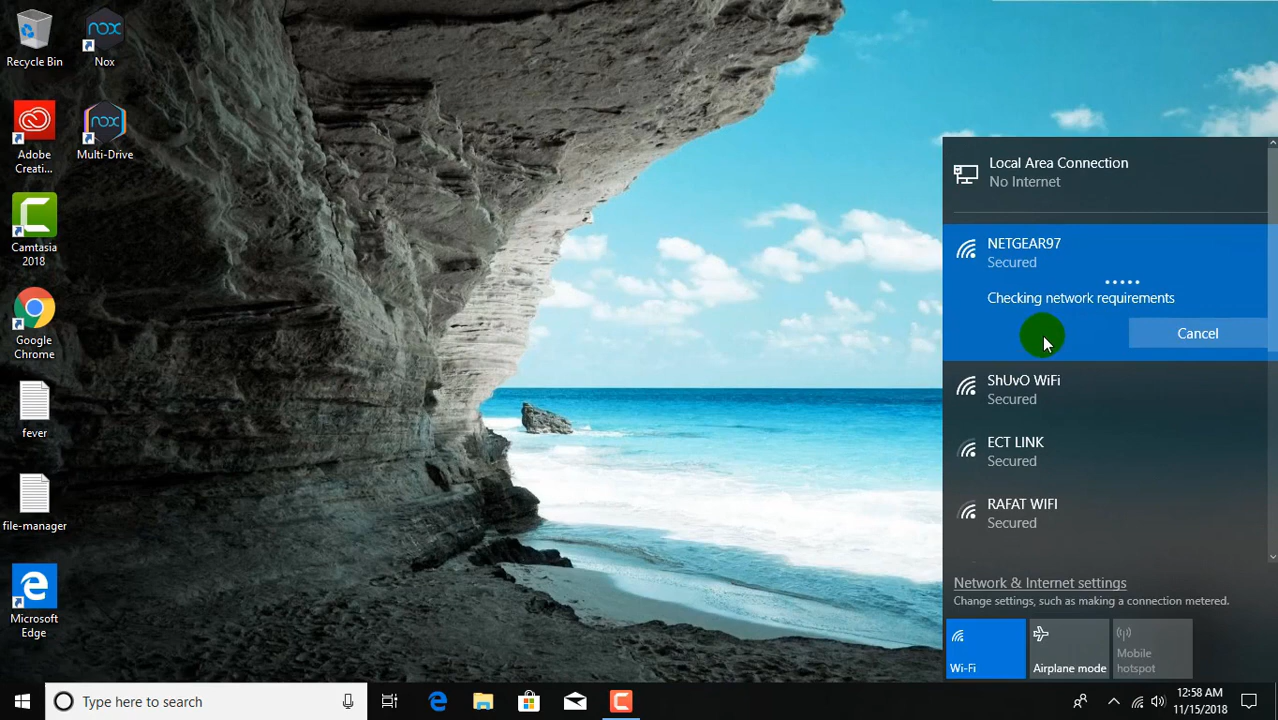 Recycle Bin
nox
Nox
Adobe
Creati...
nox
Multi-Drive
Camtasia
2018
Google
Chrome
fever
file-manager
Microsoft
Edge
Local Area Connection
No Internet
NETGEAR97
Secured
Checking network requirements
Cancel
ShUvO WiFi
Secured
ECT LINK
Secured
RAFAT WIFI
Secured
Network & Internet settings
Change settings, such as making a connection metered.
Wi-Fi
Airplane mode
Mobile
hotspot
Type here to search
12:58 AM
11/15/2018